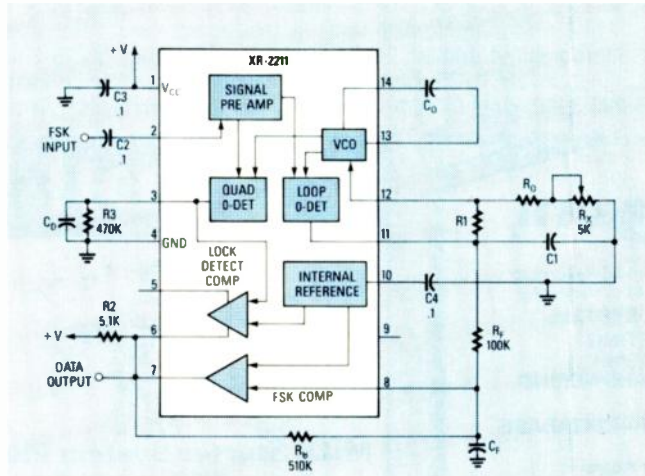 XR-2211
+V
1
VCC
C3
.1
FSK
INPUT
C2
.1
2
SIGNAL
PRE AMP
14
CO
13
VCO
12
RO
RX
5K
3
CD
R3
470K
4
GND
QUAD
0-DET
LOOP
0-DET
R1
11
C1
LOCK
DETECT
COMP
INTERNAL
REFERENCE
10
C4
.1
5
R2
5.1K
+V
6
9
RF
100K
DATA
OUTPUT
7
FSK COMP
8
RB
510K
CF